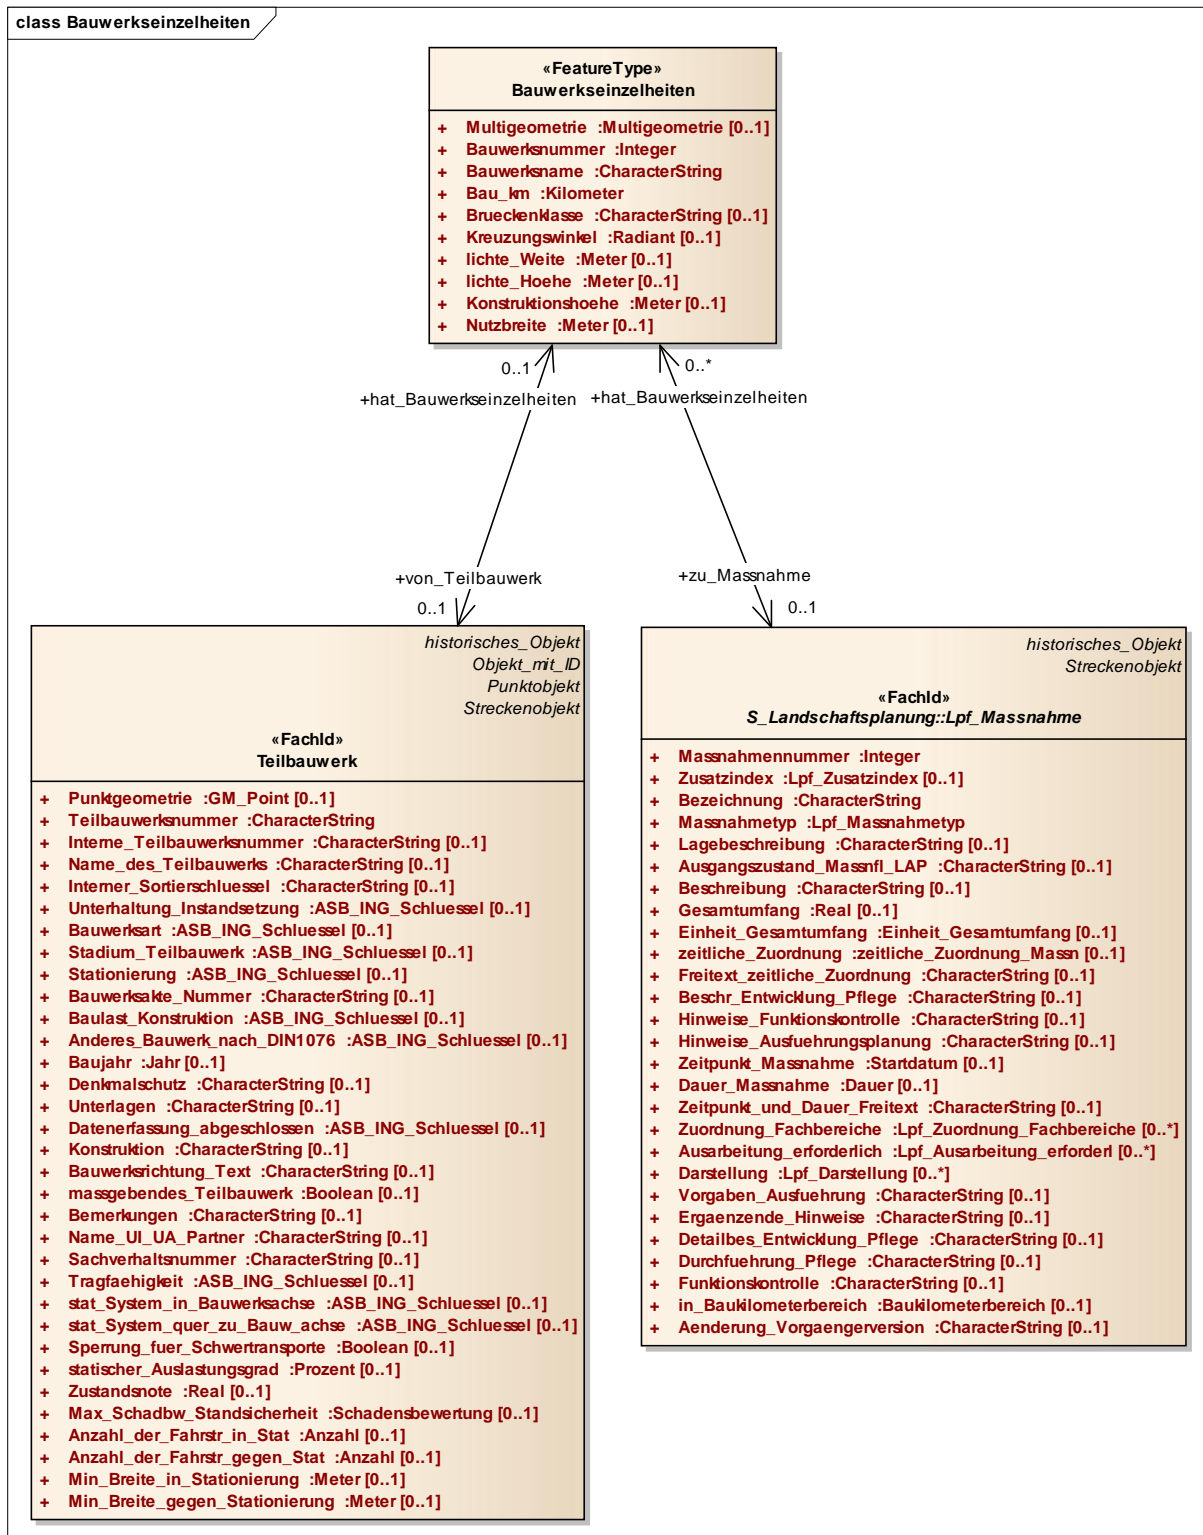 class Bauwerkseinzelheiten
«FeatureType»
Bauwerkseinzelheiten
+ Multigeometrie :Multigeometrie [0..1]
+ Bauwerksnummer :Integer
+ Bauwerksname :CharacterString
+ Bau_km :Kilometer
+ Brueckenklasse :CharacterString [0..1]
+ Kreuzungswinkel :Radiant [0..1]
+ lichte_Weite :Meter [0..1]
+ lichte_Hoehe :Meter [0..1]
+ Konstruktionshoehe :Meter [0..1]
+ Nutzbreite :Meter [0..1]
0..1
0..*
+hat_Bauwerkseinzelheiten
+hat_Bauwerkseinzelheiten
+von_Teilbauwerk
+zu_Massnahme
0..1
0..1
historisches_Objekt
Objekt_mit_ID
Punktobjekt
Streckenobjekt
«FachId»
Teilbauwerk
+ Punktgeometrie :GM_Point [0..1]
+ Teilbauwerksnummer :CharacterString
+ Interne_Teilbauwerksnummer :CharacterString [0..1]
+ Name_des_Teilbauwerks :CharacterString [0..1]
+ Interner_Sortierschluessel :CharacterString [0..1]
+ Unterhaltung_Instandsetzung :ASB_ING_Schluessel [0..1]
+ Bauwerksart :ASB_ING_Schluessel [0..1]
+ Stadium_Teilbauwerk :ASB_ING_Schluessel [0..1]
+ Stationierung :ASB_ING_Schluessel [0..1]
+ Bauwerksakte_Nummer :CharacterString [0..1]
+ Baulast_Konstruktion :ASB_ING_Schluessel [0..1]
+ Anderes_Bauwerk_nach_DIN1076 :ASB_ING_Schluessel [0..1]
+ Baujahr :Jahr [0..1]
+ Denkmalschutz :CharacterString [0..1]
+ Unterlagen :CharacterString [0..1]
+ Datenerfassung_abgeschlossen :ASB_ING_Schluessel [0..1]
+ Konstruktion :CharacterString [0..1]
+ Bauwerksrichtung_Text :CharacterString [0..1]
+ massgebendes_Teilbauwerk :Boolean [0..1]
+ Bemerkungen :CharacterString [0..1]
+ Name_UI_UA_Partner :CharacterString [0..1]
+ Sachverhaltsnummer :CharacterString [0..1]
+ Tragfaehigkeit :ASB_ING_Schluessel [0..1]
+ stat_System_in_Bauwerksachse :ASB_ING_Schluessel [0..1]
+ stat_System_quer_zu_Bauw_achse :ASB_ING_Schluessel [0..1]
+ Sperrung_fuer_Schwertransporte :Boolean [0..1]
+ statischer_Auslastungsgrad :Prozent [0..1]
+ Zustandsnote :Real [0..1]
+ Max_Schadbw_Standsicherheit :Schadensbewertung [0..1]
+ Anzahl_der_Fahrstr_in_Stat :Anzahl [0..1]
+ Anzahl_der_Fahrstr_gegen_Stat :Anzahl [0..1]
+ Min_Breite_in_Stationierung :Meter [0..1]
+ Min_Breite_gegen_Stationierung :Meter [0..1]
historisches_Objekt
Streckenobjekt
«FachId»
S_Landschaftsplanung::Lpf_Massnahme
+ Massnahmennummer :Integer
+ Zusatzindex :Lpf_Zusatzindex [0..1]
+ Bezeichnung :CharacterString
+ Massnahmetyp :Lpf_Massnahmetyp
+ Lagebeschreibung :CharacterString [0..1]
+ Ausgangszustand_Massnfl_LAP :CharacterString [0..1]
+ Beschreibung :CharacterString [0..1]
+ Gesamtumfang :Real [0..1]
+ Einheit_Gesamtumfang :Einheit_Gesamtumfang [0..1]
+ zeitliche_Zuordnung :zeitliche_Zuordnung_Massn [0..1]
+ Freitext_zeitliche_Zuordnung :CharacterString [0..1]
+ Beschr_Entwicklung_Pflege :CharacterString [0..1]
+ Hinweise_Funktionskontrolle :CharacterString [0..1]
+ Hinweise_Ausfuehrungsplanung :CharacterString [0..1]
+ Zeitpunkt_Massnahme :Startdatum [0..1]
+ Dauer_Massnahme :Dauer [0..1]
+ Zeitpunkt_und_Dauer_Freitext :CharacterString [0..1]
+ Zuordnung_Fachbereiche :Lpf_Zuordnung_Fachbereiche [0..*]
+ Ausarbeitung_erforderlich :Lpf_Ausarbeitung_erforderl [0..*]
+ Darstellung :Lpf_Darstellung [0..*]
+ Vorgaben_Ausfuehrung :CharacterString [0..1]
+ Ergaenzende_Hinweise :CharacterString [0..1]
+ Detailbes_Entwicklung_Pflege :CharacterString [0..1]
+ Durchfuehrung_Pflege :CharacterString [0..1]
+ Funktionskontrolle :CharacterString [0..1]
+ in_Baukilometerbereich :Baukilometerbereich [0..1]
+ Aenderung_Vorgaengerversion :CharacterString [0..1]